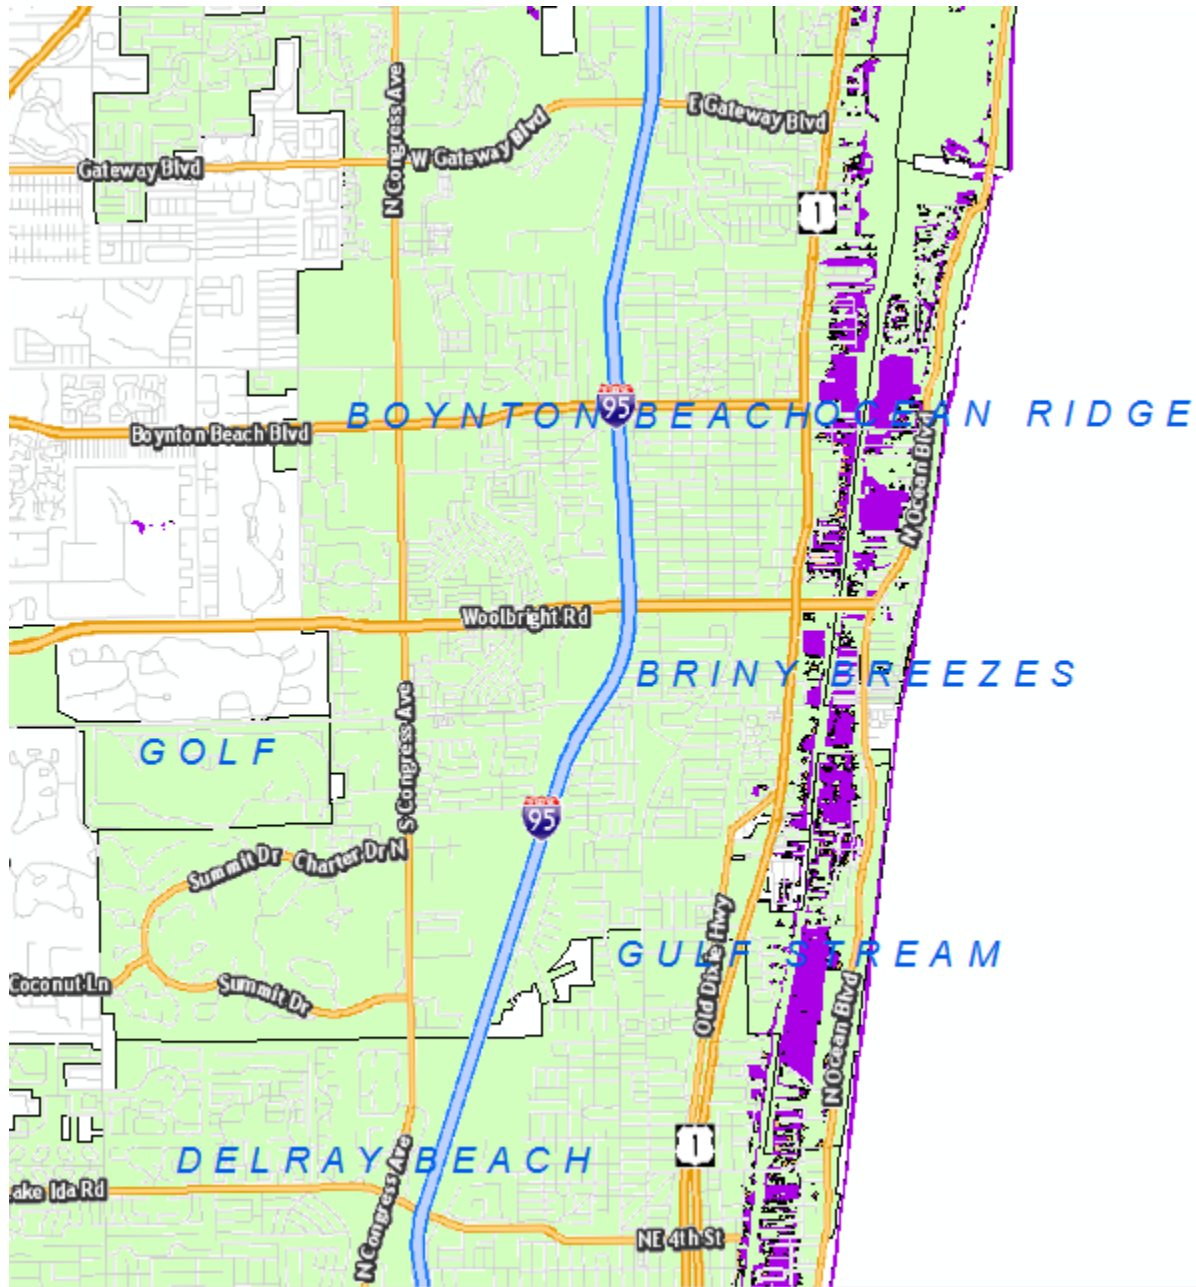 N Congress Ave
E Gateway Blvd
W Gateway Blvd
Gateway Blvd
1
95
BOYNTON BEACH
OCEAN RIDGE
Boynton Beach Blvd
N Ocean Blvd
Woolbright Rd
BRINY BREEZES
S Congress Ave
GOLF
95
Summit Dr
Charter Dr N
Old Dixie Hwy
GULF STREAM
Coconut Ln
Summit Dr
N Ocean Blvd
1
DELRAY BEACH
N Congress Ave
ake Ida Rd
NE 4th St